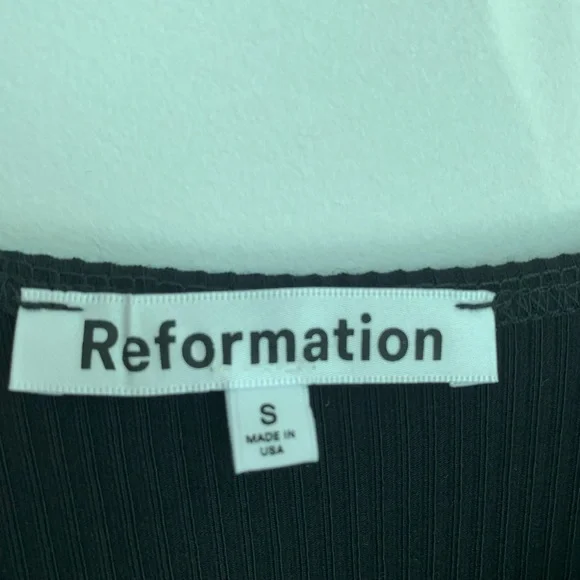 Reformation
S
MADE IN
USA